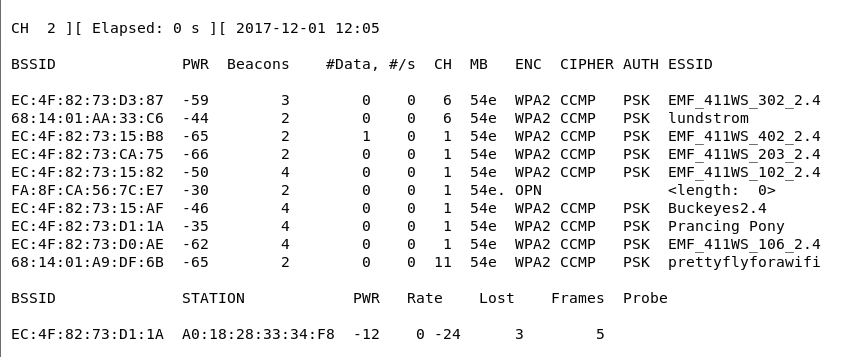 CH  2 ][ Elapsed: 0 s ][ 2017-12-01 12:05
BSSID              PWR  Beacons    #Data, #/s  CH  MB   ENC  CIPHER AUTH ESSID
EC:4F:82:73:D3:87  -59        3        0    0   6  54e  WPA2 CCMP   PSK  EMF_411WS_302_2.4
68:14:01:AA:33:C6  -44        2        0    0   6  54e  WPA2 CCMP   PSK  lundstrom
EC:4F:82:73:15:B8  -65        2        1    0   1  54e  WPA2 CCMP   PSK  EMF_411WS_402_2.4
EC:4F:82:73:CA:75  -66        2        0    0   1  54e  WPA2 CCMP   PSK  EMF_411WS_203_2.4
EC:4F:82:73:15:82  -50        4        0    0   1  54e  WPA2 CCMP   PSK  EMF_411WS_102_2.4
FA:8F:CA:56:7C:E7  -30        2        0    0   1  54e. OPN              <length:  0>
EC:4F:82:73:15:AF  -46        4        0    0   1  54e  WPA2 CCMP   PSK  Buckeyes2.4
EC:4F:82:73:D1:1A  -35        4        0    0   1  54e  WPA2 CCMP   PSK  Prancing Pony
EC:4F:82:73:D0:AE  -62        4        0    0   1  54e  WPA2 CCMP   PSK  EMF_411WS_106_2.4
68:14:01:A9:DF:6B  -65        2        0    0  11  54e  WPA2 CCMP   PSK  prettyflyforawifi
BSSID              STATION            PWR   Rate    Lost    Frames  Probe
EC:4F:82:73:D1:1A  A0:18:28:33:34:F8  -12    0 -24      3        5